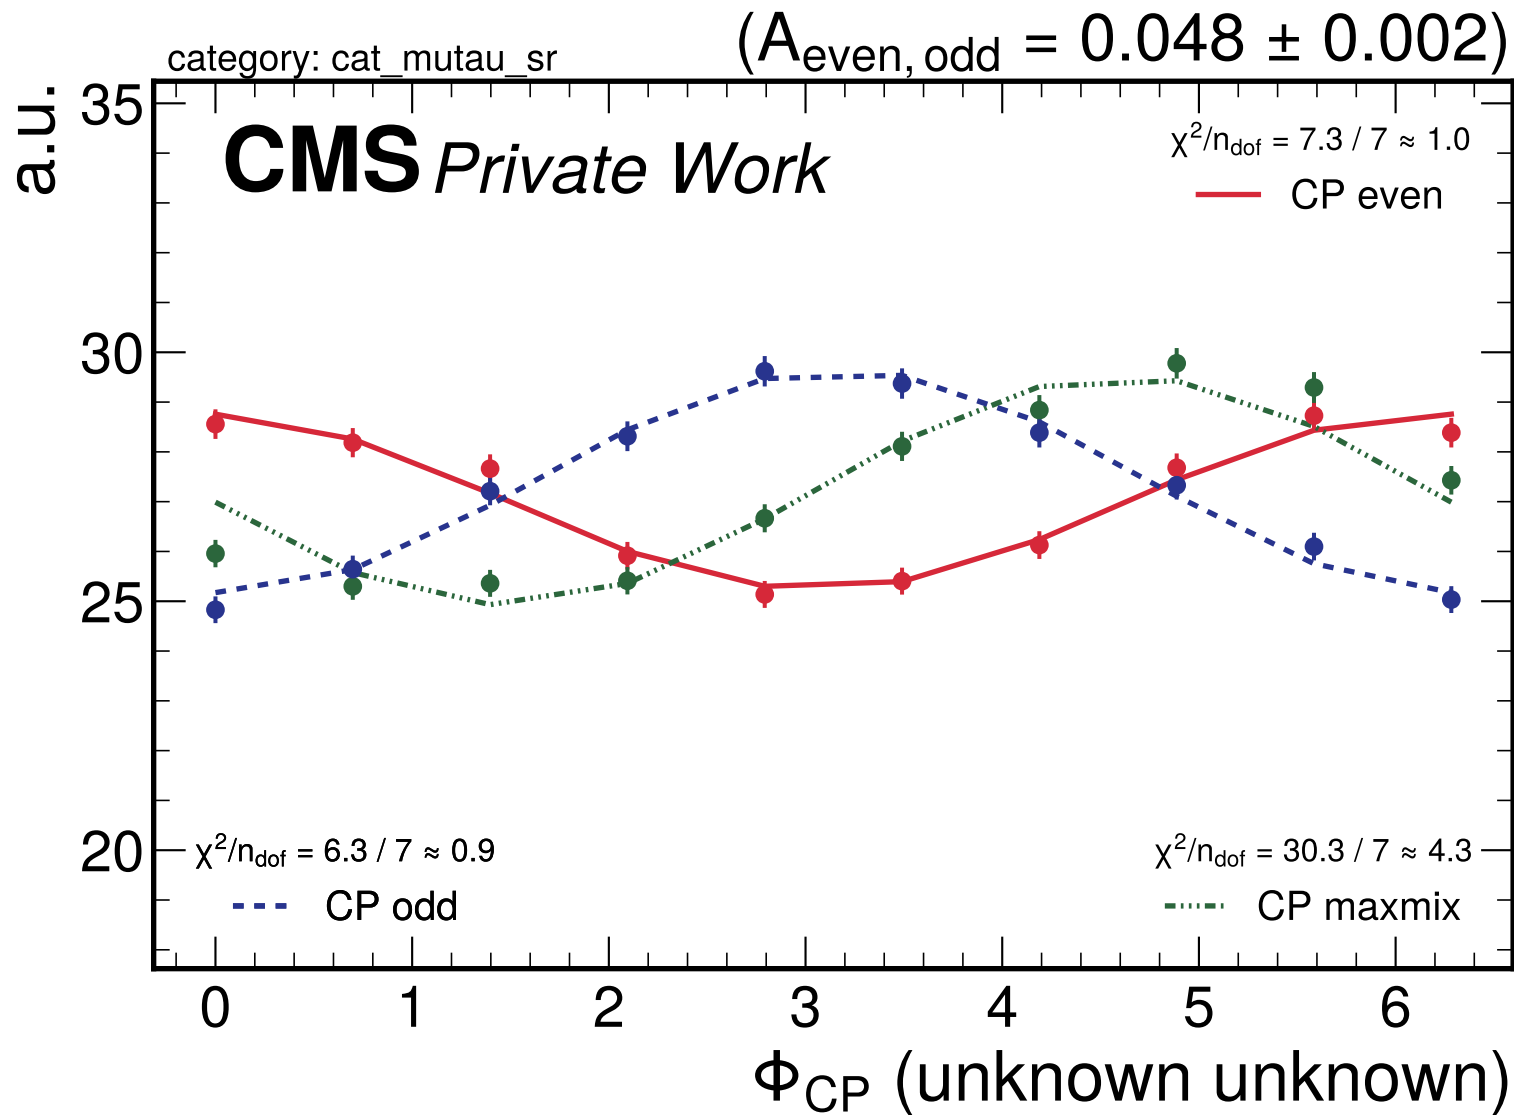 (A_even, odd = 0.048 ± 0.002)
category: cat_mutau_sr
a.u.
CMS Private Work
χ²/n_dof = 7.3 / 7 ≈ 1.0
CP even
35
30
25
20
χ²/n_dof = 6.3 / 7 ≈ 0.9
CP odd
χ²/n_dof = 30.3 / 7 ≈ 4.3
CP maxmix
0 1 2 3 4 5 6
Φ_CP (unknown unknown)